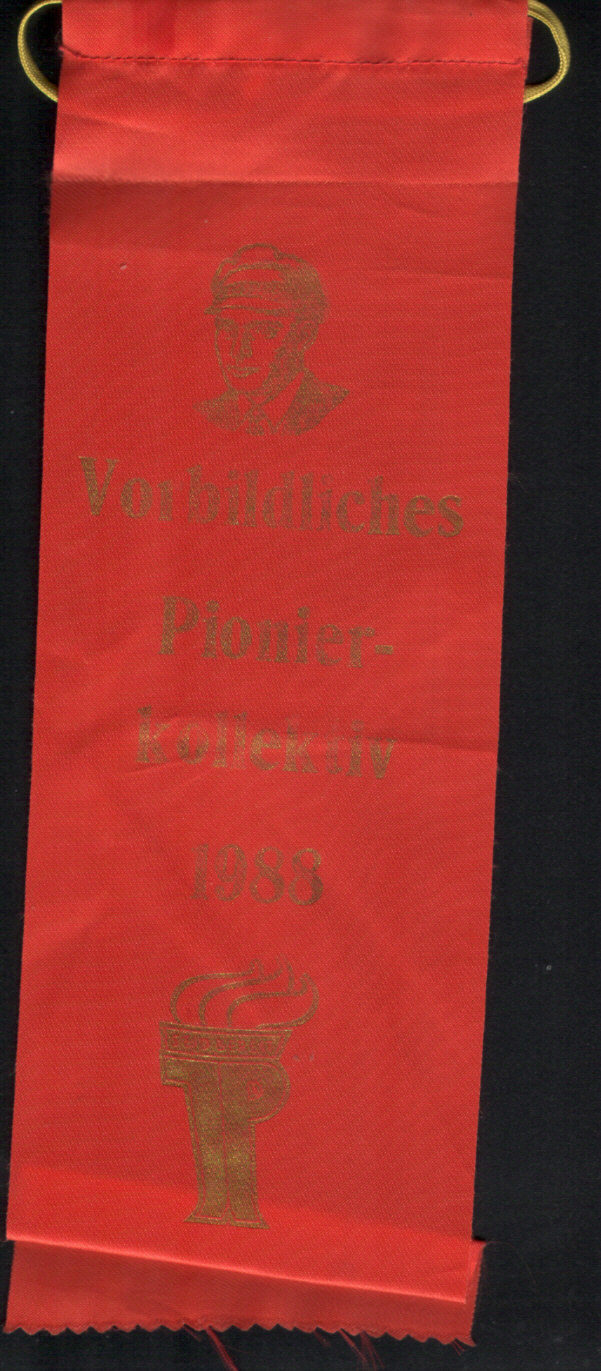 Vorbildliches
Pionier-
kollektiv
1988